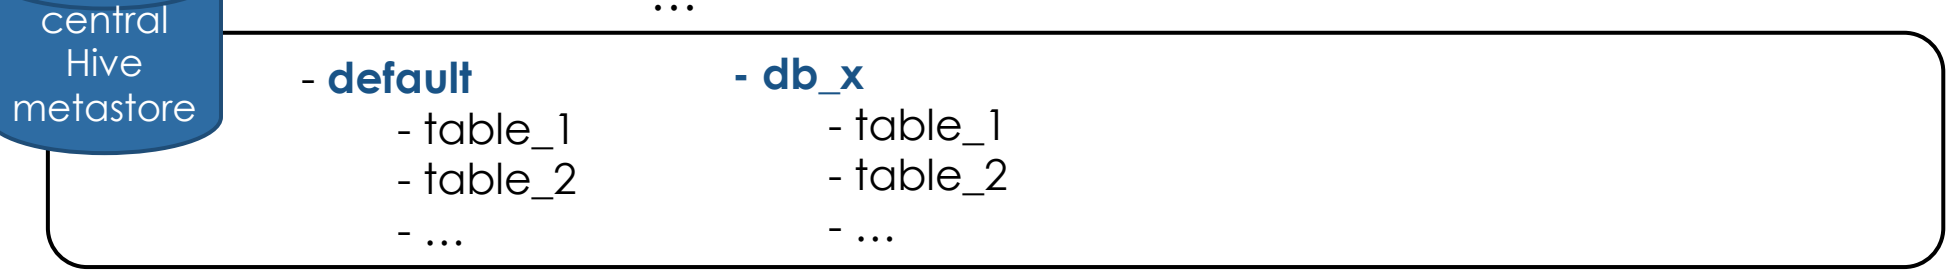 …
central
Hive
metastore
- default
- table_1
- table_2
- …
- db_x
- table_1
- table_2
- …